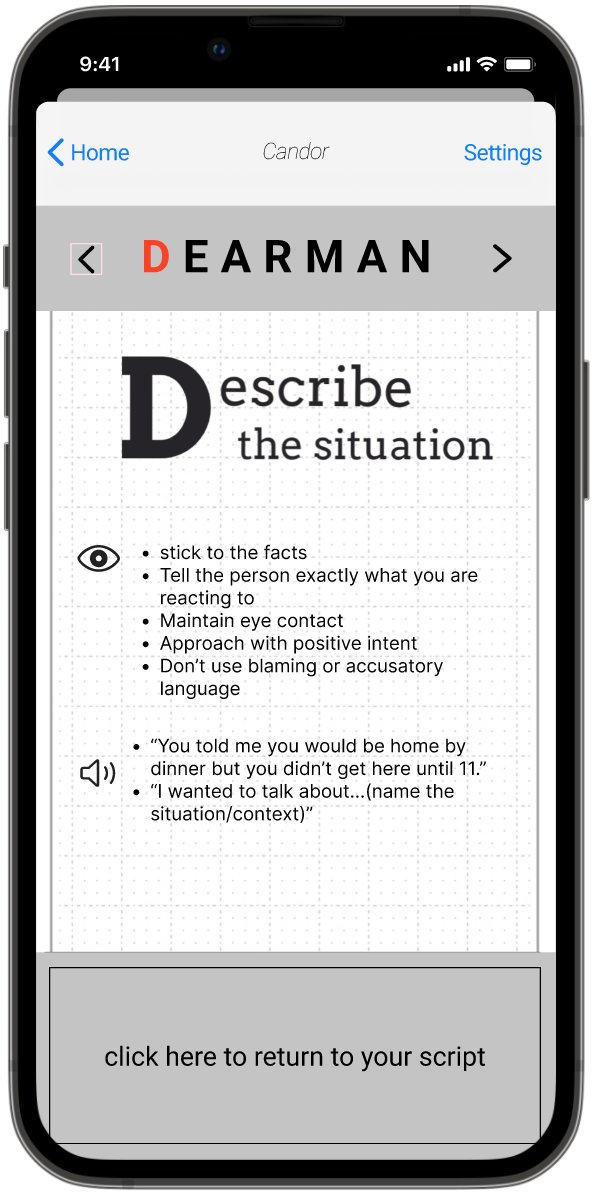 9:41
Home Candor Settings
DEARMAN
Describe
the situation
• stick to the facts
• Tell the person exactly what you are
reacting to
• Maintain eye contact
• Approach with positive intent
• Don’t use blaming or accusatory
language
• “You told me you would be home by
dinner but you didn’t get here until 11.”
• “I wanted to talk about...(name the
situation/context)”
click here to return to your script